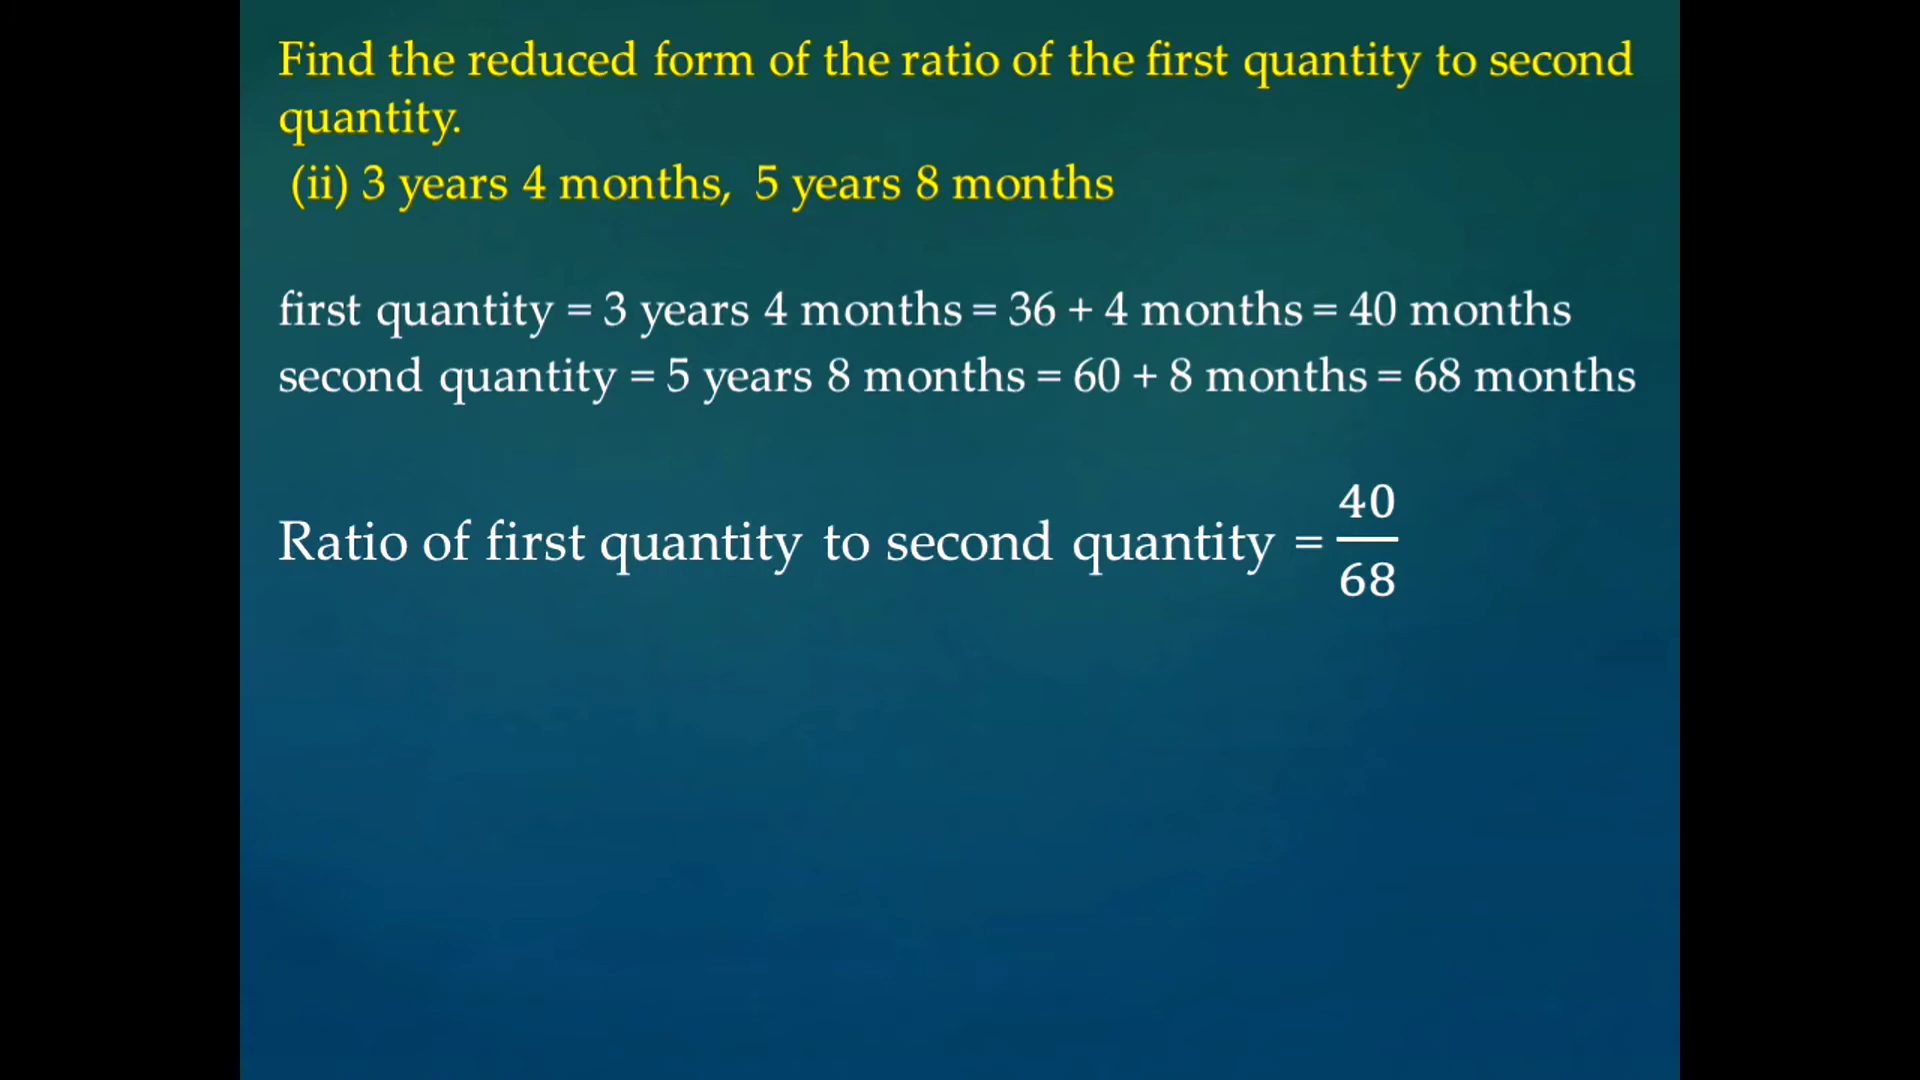 Find the reduced form of the ratio of the first quantity to second
quantity.
(ii) 3 years 4 months, 5 years 8 months
first quantity = 3 years 4 months = 36 + 4 months = 40 months
second quantity = 5 years 8 months = 60 + 8 months = 68 months
Ratio of first quantity to second quantity = 40/68